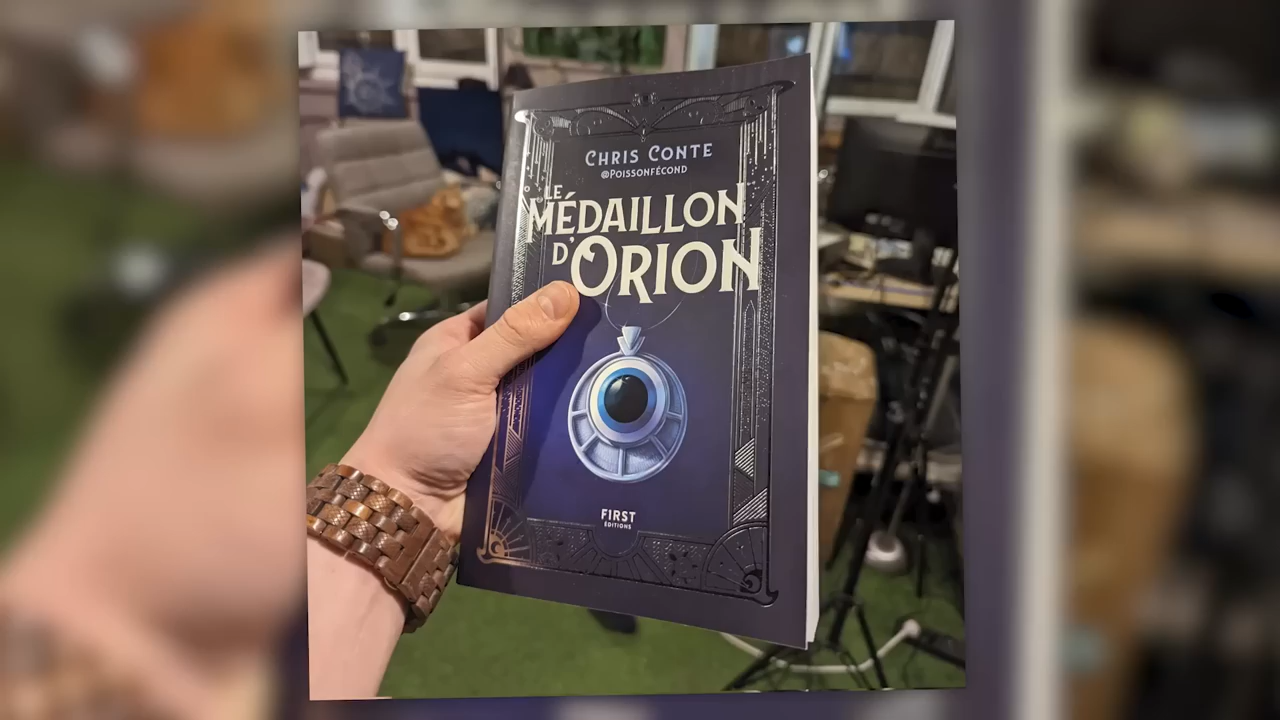 CHRIS CONTE
@POISSONFÉCOND
LE
MÉDAILLON
D'ORION
FIRST
ÉDITIONS